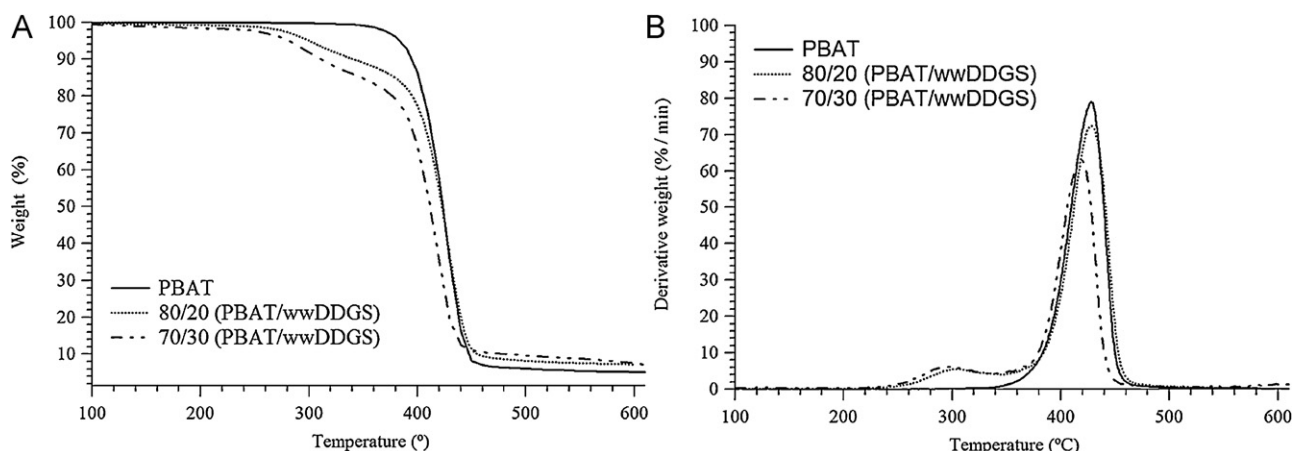 A
100
90
80
70
60
50
40
30
20
10
Weight (%)
PBAT
80/20 (PBAT/wwDDGS)
70/30 (PBAT/wwDDGS)
100
200
300
400
500
600
Temperature (º)
B
100
90
80
70
60
50
40
30
20
10
0
Derivative weight (% / min)
PBAT
80/20 (PBAT/wwDDGS)
70/30 (PBAT/wwDDGS)
100
200
300
400
500
600
Temperature (ºC)